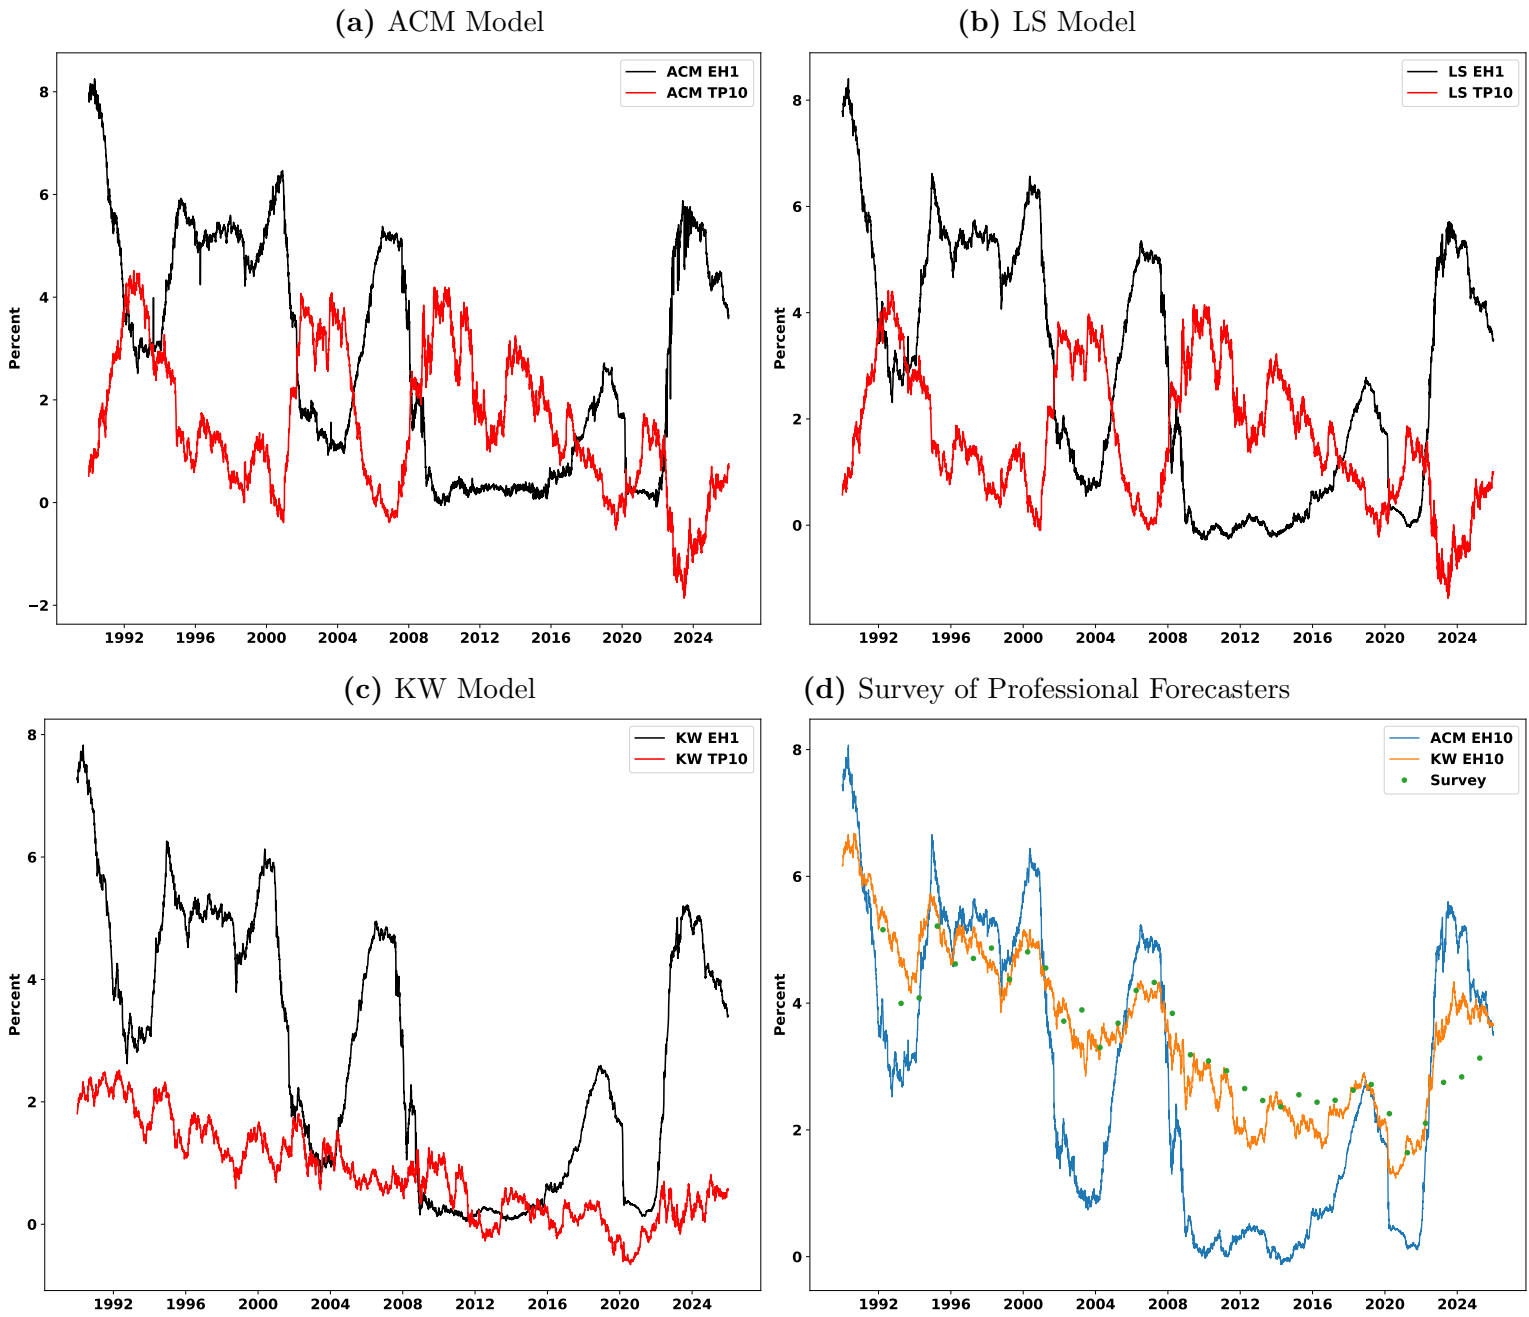 (a) ACM Model
ACM EH1
ACM TP10
Percent
8
6
4
2
0
−2
1992 1996 2000 2004 2008 2012 2016 2020 2024
(b) LS Model
LS EH1
LS TP10
Percent
8
6
4
2
0
1992 1996 2000 2004 2008 2012 2016 2020 2024
(c) KW Model
KW EH1
KW TP10
Percent
8
6
4
2
0
1992 1996 2000 2004 2008 2012 2016 2020 2024
(d) Survey of Professional Forecasters
ACM EH10
KW EH10
Survey
Percent
8
6
4
2
0
1992 1996 2000 2004 2008 2012 2016 2020 2024